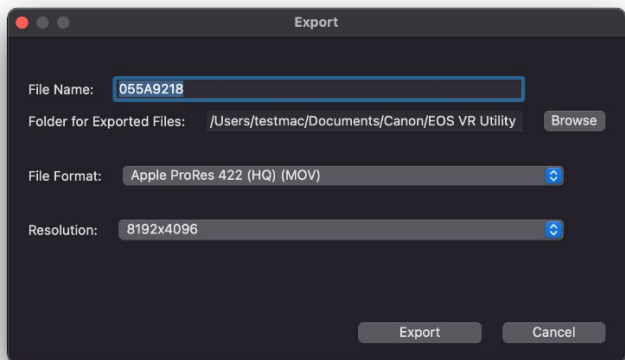 Export
File Name: 055A9218
Folder for Exported Files: /Users/testmac/Documents/Canon/EOS VR Utility Browse
File Format: Apple ProRes 422 (HQ) (MOV)
Resolution: 8192x4096
Export Cancel